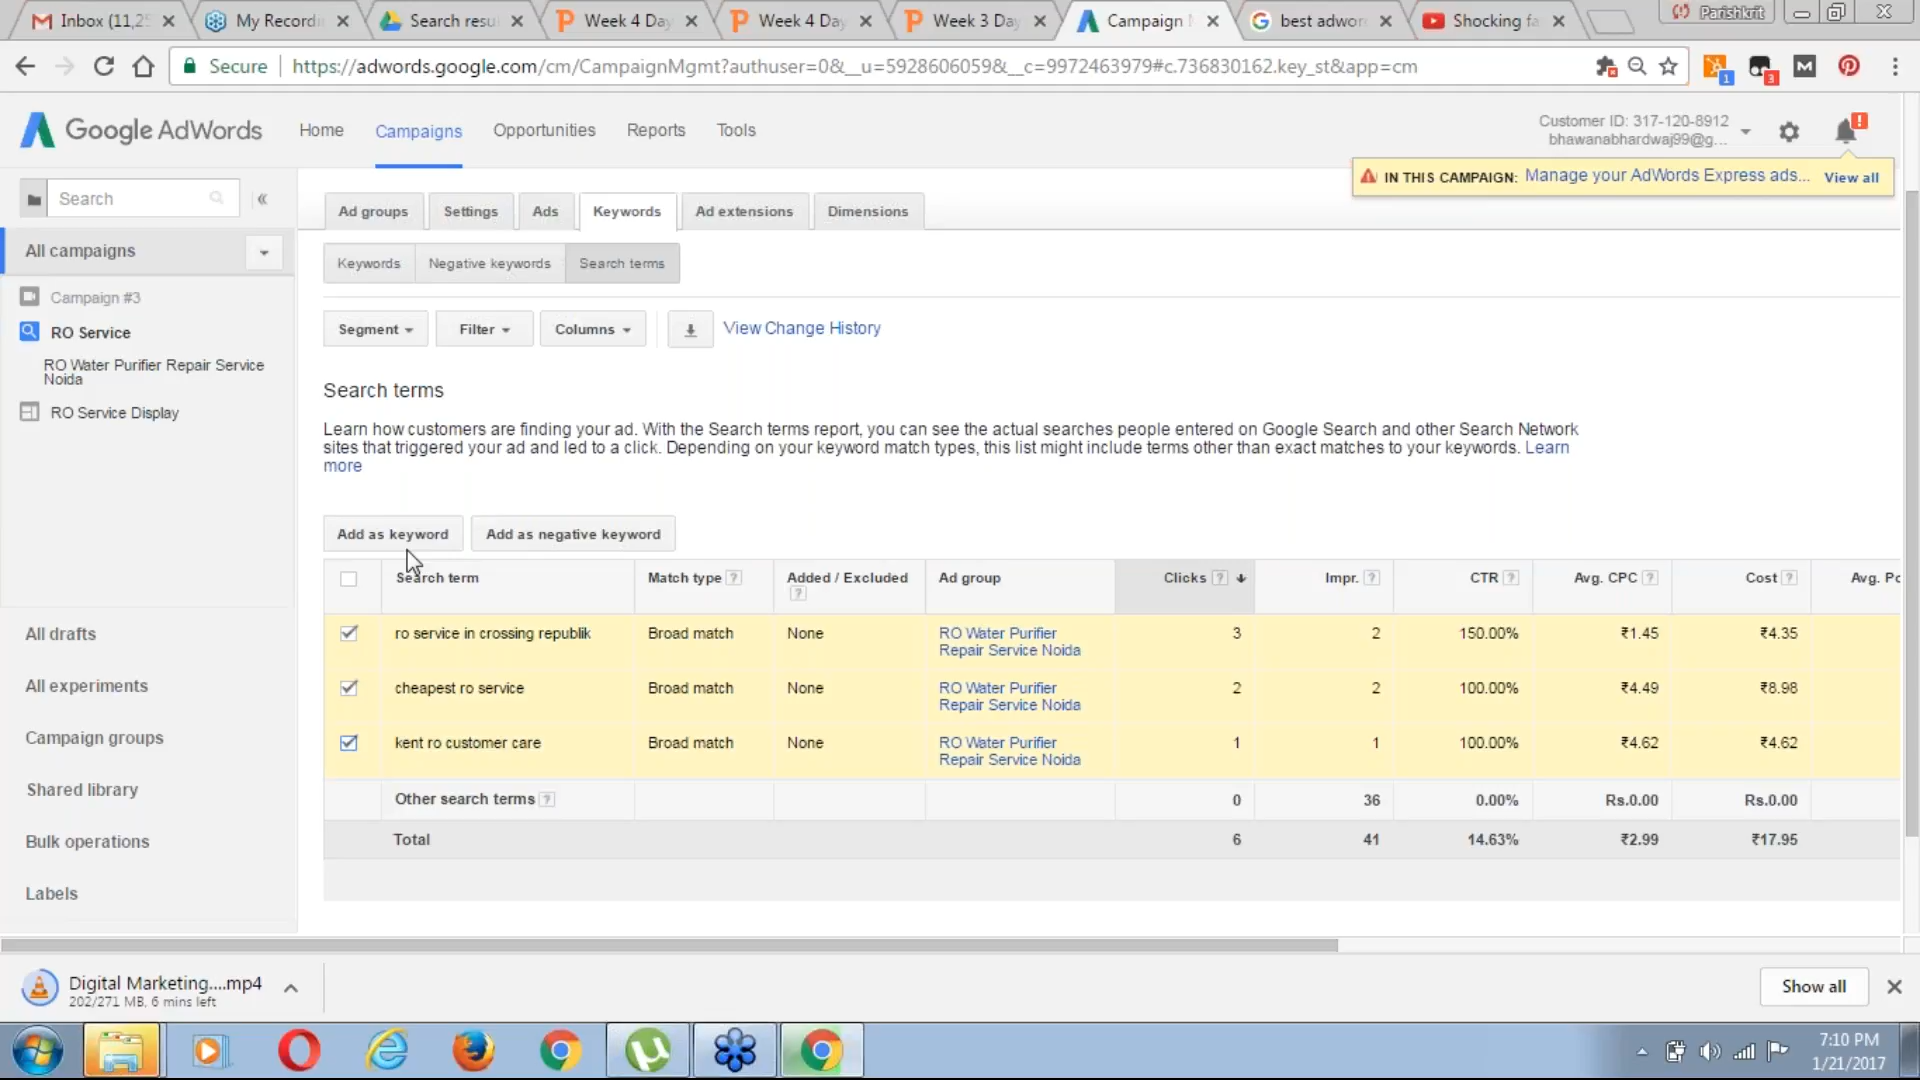 Inbox (11,25
My Recordi
Search resu
Week 4 Day
Week 4 Day
Week 3 Day
Campaign
best adwor
Shocking fa
Parishkrit
Secure
https://adwords.google.com/cm/CampaignMgmt?authuser=0&__u=5928606059&__c=9972463979#c.736830162.key_st&app=cm
1
3
Google AdWords
Home
Campaigns
Opportunities
Reports
Tools
Customer ID: 317-120-8912
bhawanabhardwaj99@g...
IN THIS CAMPAIGN: Manage your AdWords Express ads... View all
Search
All campaigns
Campaign #3
RO Service
RO Water Purifier Repair Service
Noida
RO Service Display
All drafts
All experiments
Campaign groups
Shared library
Bulk operations
Labels
Ad groups
Settings
Ads
Keywords
Ad extensions
Dimensions
Keywords
Negative keywords
Search terms
Segment
Filter
Columns
View Change History
Search terms
Learn how customers are finding your ad. With the Search terms report, you can see the actual searches people entered on Google Search and other Search Network
sites that triggered your ad and led to a click. Depending on your keyword match types, this list might include terms other than exact matches to your keywords. Learn
more
Add as keyword
Add as negative keyword
Search term Match type ? Added / Excluded ? Ad group Clicks ? Impr. ? CTR ? Avg. CPC ? Cost ? Avg. Po
ro service in crossing republik Broad match None RO Water Purifier 3 2 150.00% ₹1.45 ₹4.35
Repair Service Noida
cheapest ro service Broad match None RO Water Purifier 2 2 100.00% ₹4.49 ₹8.98
Repair Service Noida
kent ro customer care Broad match None RO Water Purifier 1 1 100.00% ₹4.62 ₹4.62
Repair Service Noida
Other search terms ? 0 36 0.00% Rs.0.00 Rs.0.00
Total 6 41 14.63% ₹2.99 ₹17.95
Digital Marketing....mp4
202/271 MB, 6 mins left
Show all
7:10 PM
1/21/2017